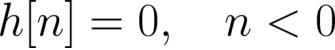 h[n] = 0, n < 0